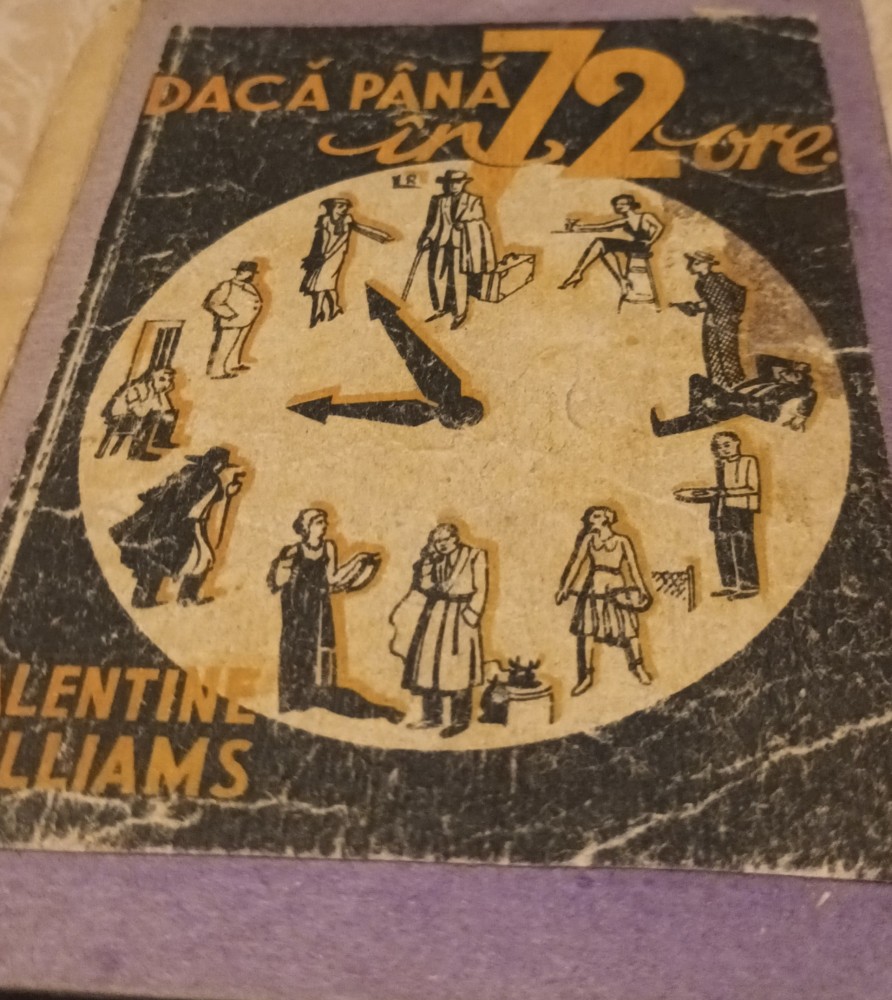 DACĂ PÂNĂ
în 72 ore
ALENTINE
LLIAMS